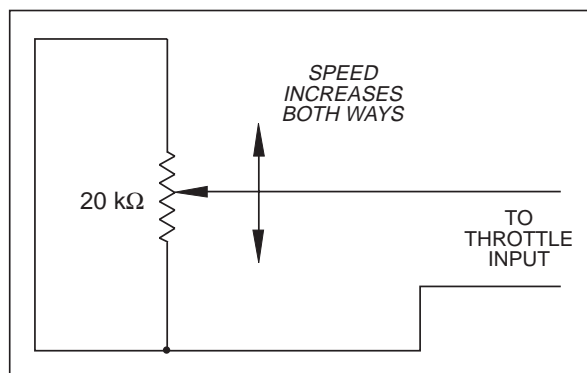 SPEED
INCREASES
BOTH WAYS
20 kΩ
TO
THROTTLE
INPUT